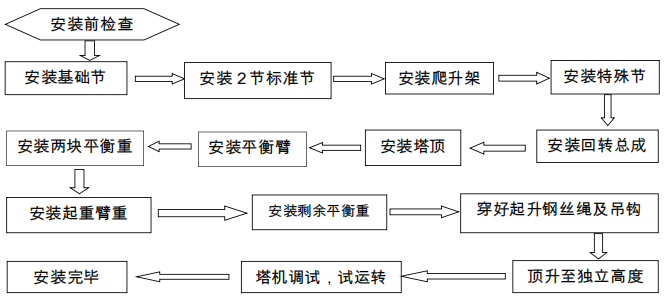 安装前检查
安装基础节
安装2节标准节
安装爬升架
安装特殊节
安装回转总成
安装塔顶
安装平衡臂
安装两块平衡重
安装起重臂重
安装剩余平衡重
穿好起升钢丝绳及吊钩
顶升至独立高度
塔机调试，试运转
安装完毕